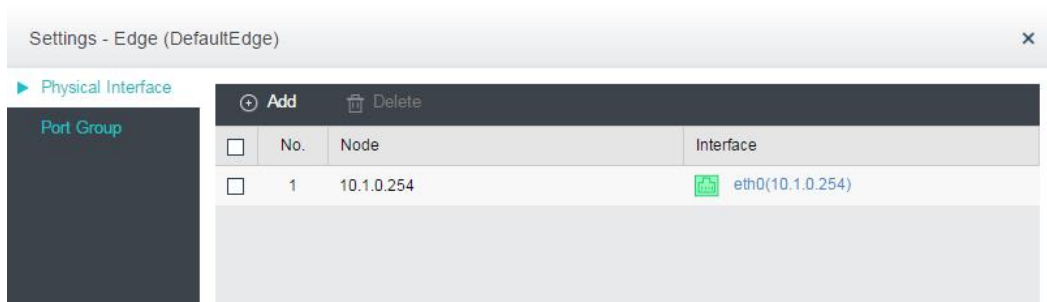 Settings - Edge (DefaultEdge)
Physical Interface
Port Group
Add Delete
No. Node Interface
1 10.1.0.254 eth0(10.1.0.254)